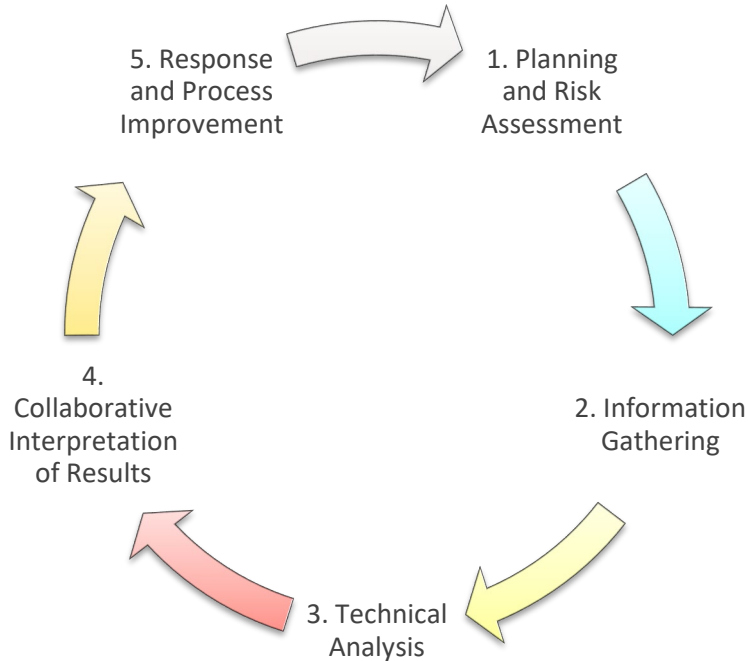 1. Planning
and Risk
Assessment
2. Information
Gathering
3. Technical
Analysis
4.
Collaborative
Interpretation
of Results
5. Response
and Process
Improvement